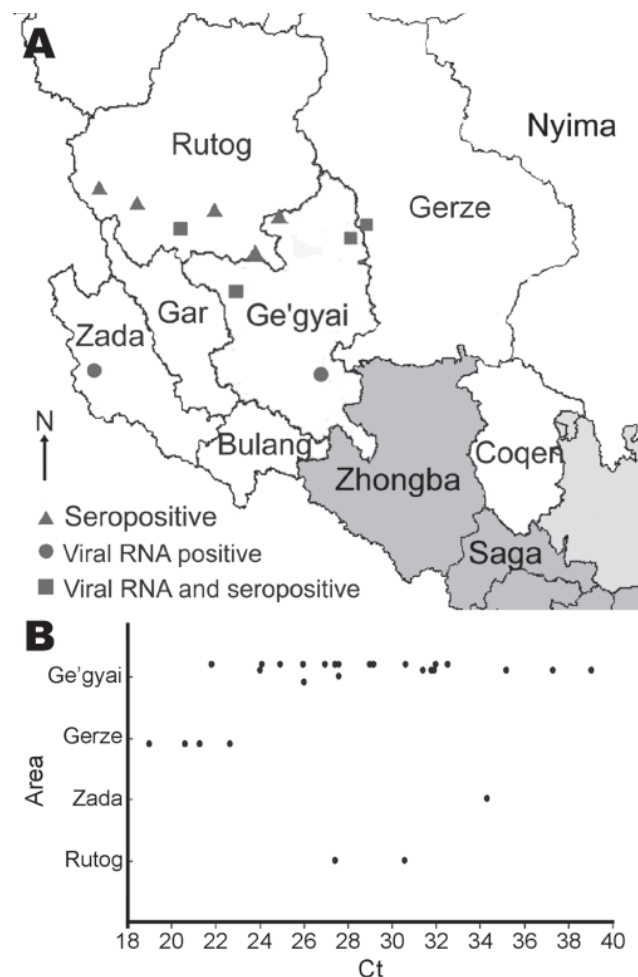 A
Rutog
Nyima
Gerze
Zada
Gar
Ge'gyai
N
Bulang
Zhongba
Coqen
Saga
Seropositive
Viral RNA positive
Viral RNA and seropositive
B
Area
Ge'gyai
Gerze
Zada
Rutog
18 20 22 24 26 28 30 32 34 36 38 40
Ct